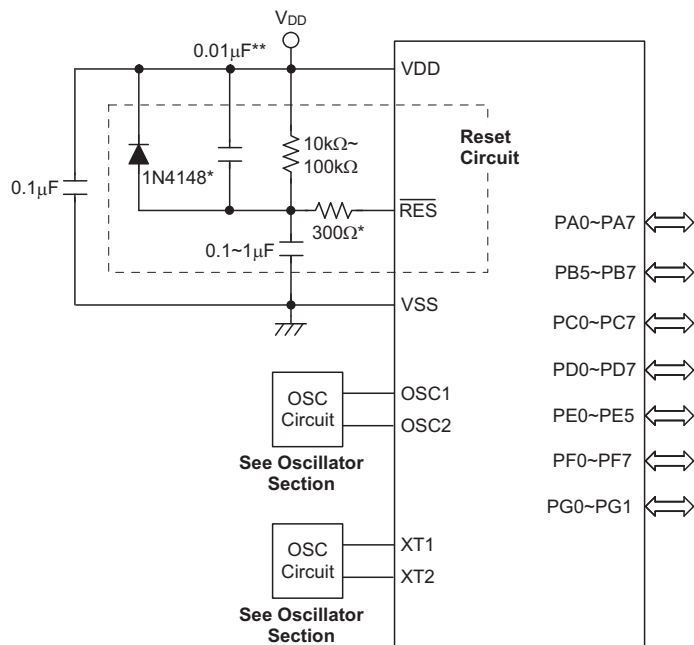 VDD
0.01μF**
VDD
Reset
Circuit
10kΩ~
100kΩ
1N4148*
0.1μF
RES
300Ω*
0.1~1μF
VSS
PA0~PA7
PB5~PB7
PC0~PC7
PD0~PD7
PE0~PE5
PF0~PF7
PG0~PG1
OSC
Circuit
OSC1
OSC2
See Oscillator
Section
OSC
Circuit
XT1
XT2
See Oscillator
Section